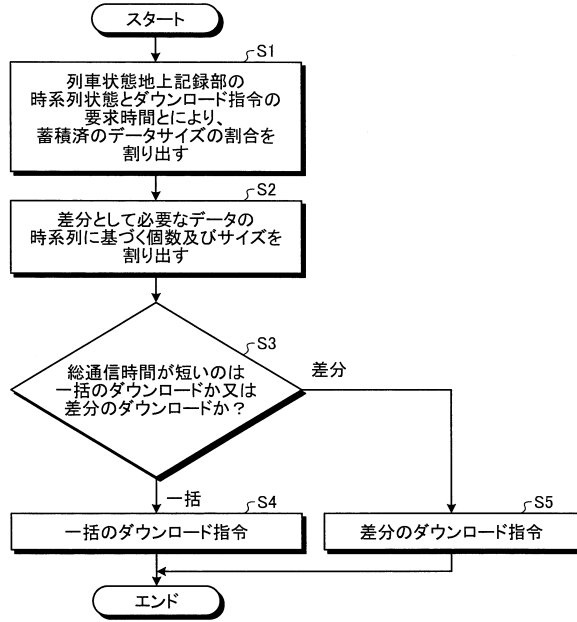 スタート
S1
列車状態地上記録部の
時系列状態とダウンロード指令の
要求時間とにより、
蓄積済のデータサイズの割合を
割り出す
S2
差分として必要なデータの
時系列に基づく個数及びサイズを
割り出す
S3
総通信時間が短いのは
一括のダウンロードか又は
差分のダウンロードか?
差分
一括
S4
一括のダウンロード指令
S5
差分のダウンロード指令
エンド